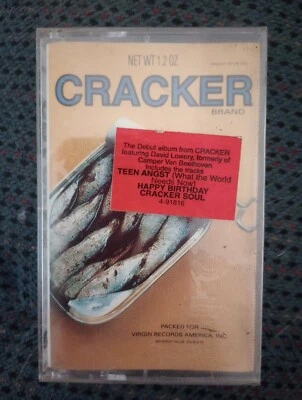 NET WT 1.2 OZ.
CRACKER
BRAND
The Debut album from CRACKER
featuring David Lowery, formerly of
Camper Van Beethoven
Includes the tracks
TEEN ANGST (What the World
Needs Now)
HAPPY BIRTHDAY
CRACKER SOUL
4-91816
PACKED FOR
VIRGIN RECORDS AMERICA, INC.